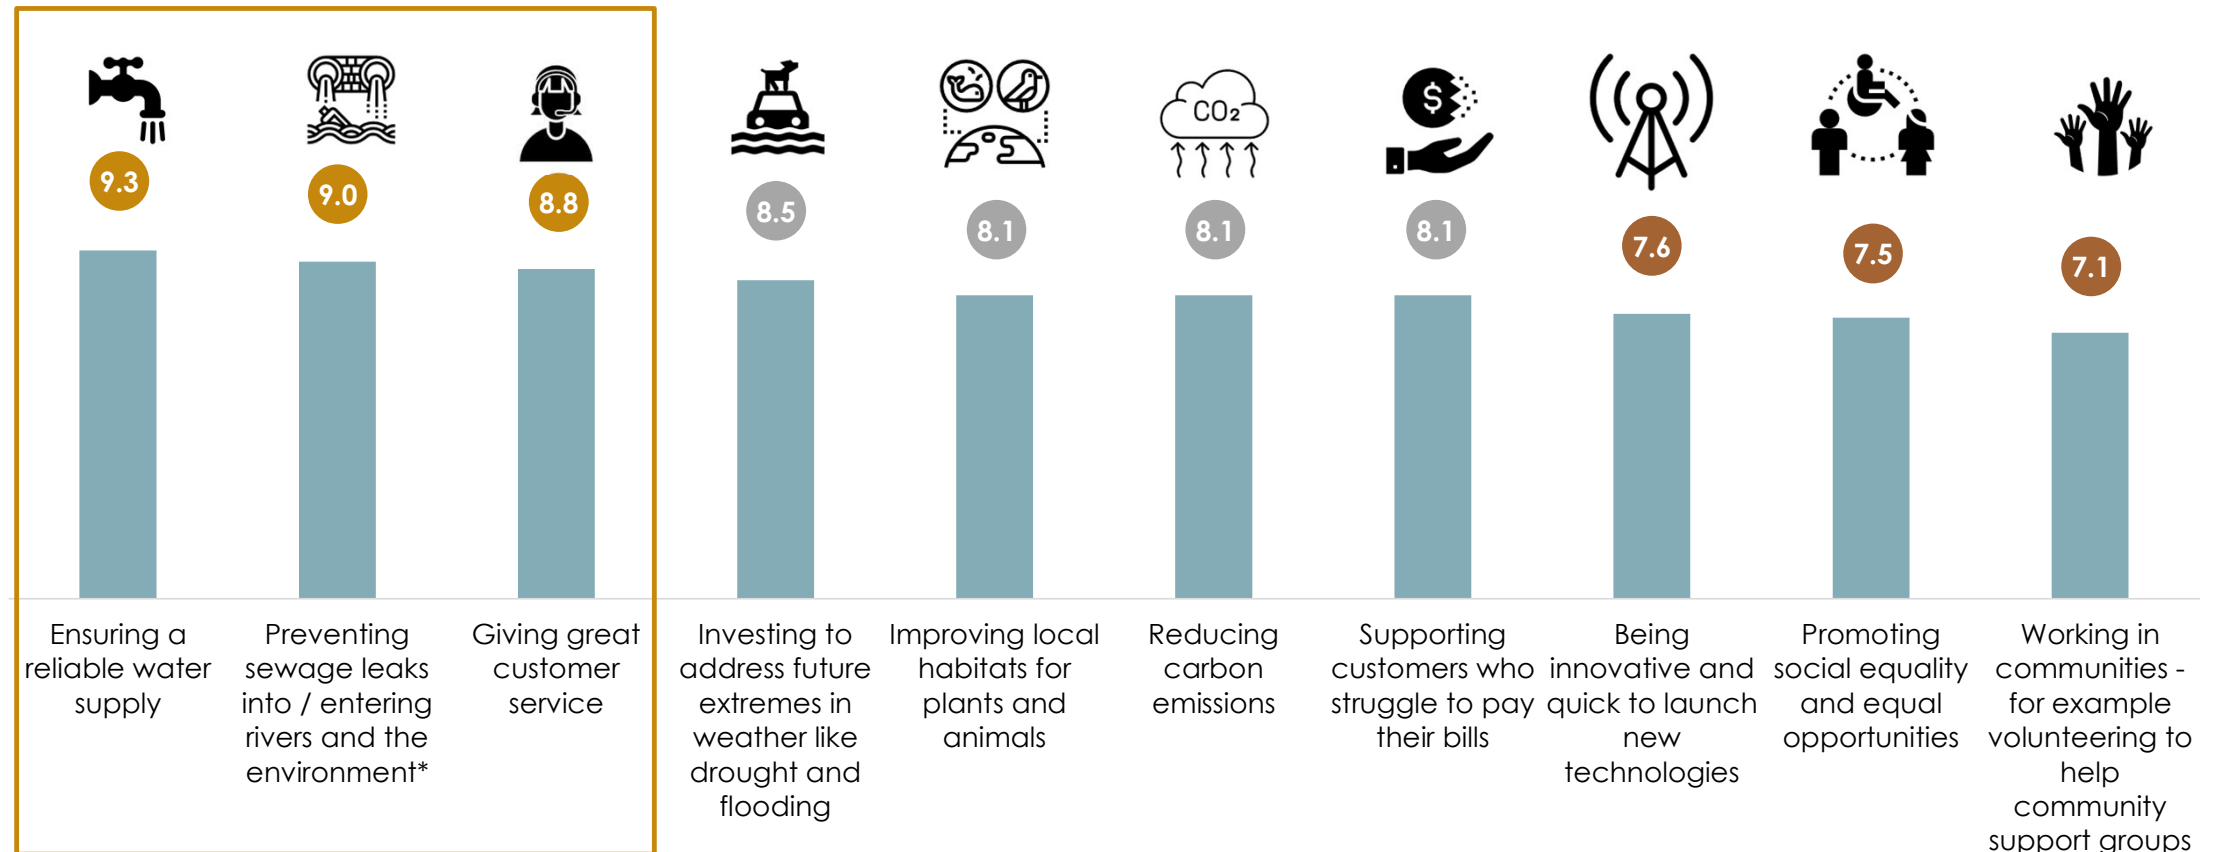 CO₂
$
9.3
9.0
8.8
8.5
8.1
8.1
8.1
7.6
7.5
7.1
Ensuring a
reliable water
supply
Preventing
sewage leaks
into / entering
rivers and the
environment*
Giving great
customer
service
Investing to
address future
extremes in
weather like
drought and
flooding
Improving local
habitats for
plants and
animals
Reducing
carbon
emissions
Supporting
customers who
struggle to pay
their bills
Being
innovative and
quick to launch
new
technologies
Promoting
social equality
and equal
opportunities
Working in
communities -
for example
volunteering to
help
community
support groups